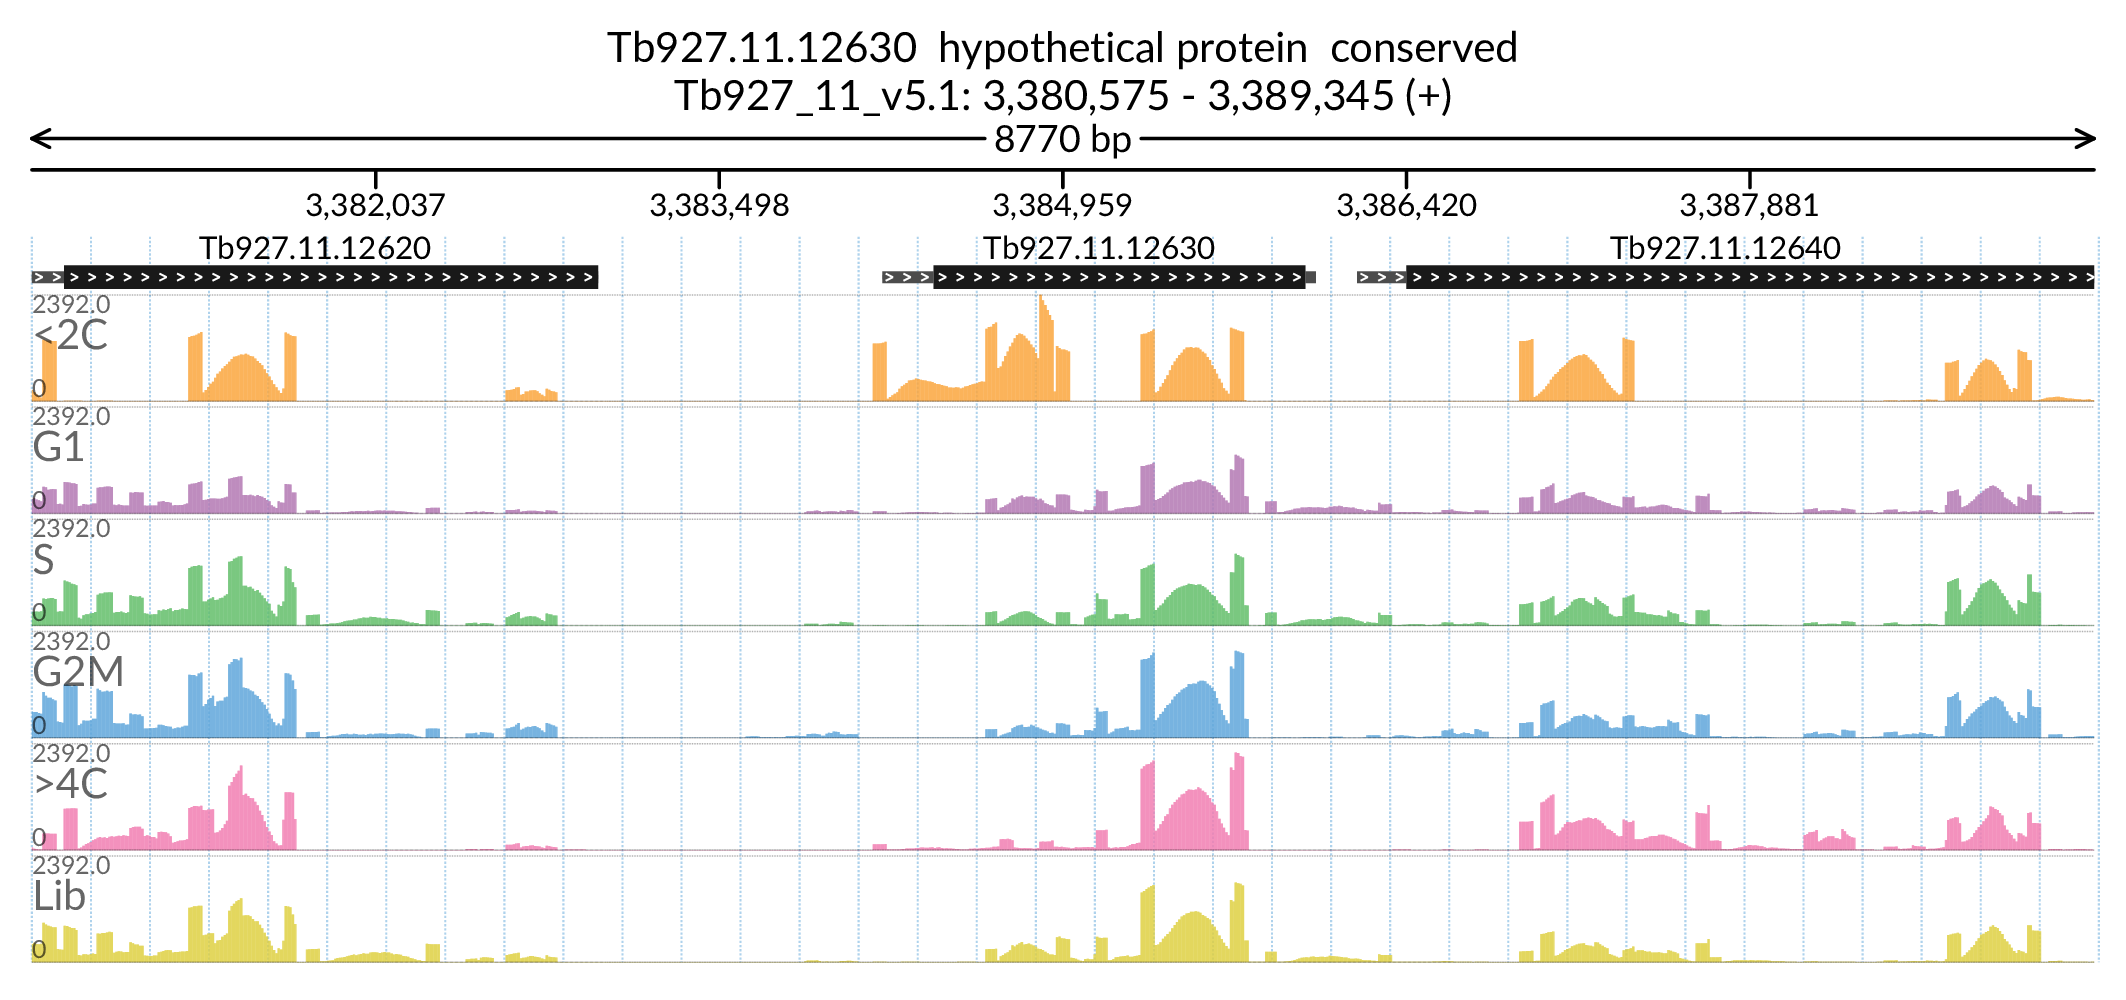 Tb927.11.12630  hypothetical protein  conserved
Tb927_11_v5.1: 3,380,575 - 3,389,345 (+)
8770 bp
3,382,037 3,383,498 3,384,959 3,386,420 3,387,881
Tb927.11.12620 Tb927.11.12630 Tb927.11.12640
2392.0
<2C
0
2392.0
G1
0
2392.0
S
0
2392.0
G2M
0
2392.0
>4C
0
2392.0
Lib
0